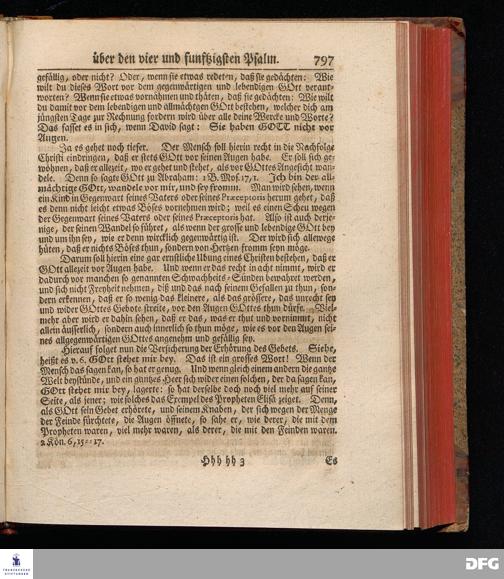 über den vier und funftzigsten Psalm. 797
gefällig, oder nicht? Oder, wenn sie etwas redeten, daß sie gedächten: Wie
wilt du dieses Wort vor dem gegenwärtigen und lebendigen GOtt verant-
worten? Wenn sie etwas vornähmen und thäten, daß sie gedächten: Wie wilt
du damit vor dem lebendigen und allmächtigen GOtt bestehen, welcher dich am
jüngsten Tage zur Rechnung fordern wird über alle deine Wercke und Worte?
Das fasset es in sich, wenn David sagt: Sie haben GOTT nicht vor
Augen.
Ja es gehet noch tiefer. Der Mensch soll hierin recht in die Nachfolge
Christi eindringen, daß er stets GOtt vor seinen Augen habe. Er soll sich ge-
wöhnen, daß er allezeit, wo er gehet und stehet, als vor GOttes Angesicht wan-
dele. Denn so sagte GOtt zu Abraham: 1 B. Mos. 17, 1. Ich bin der all-
mächtige GOtt, wandele vor mir, und sey fromm. Man wird sehen, wenn
ein Kind in Gegenwart seines Vaters oder seines Præceptoris herum gehet, daß
es denn nicht leicht etwas Böses vornehmen wird; weil es einen Scheu wegen
der Gegenwart seines Vaters oder seines Præceptoris hat. Also ist auch derje-
nige, der seinen Wandel so führet, als wenn der grosse und lebendige GOtt bey
und um ihn sey, wie er denn wircklich gegenwärtig ist. Der wird sich allewege
hüten, daß er nichts Böses thun, sondern von Hertzen fromm seyn möge.
Darum soll hierin eine gar ernstliche Ubung eines Christen bestehen, daß er
GOtt allezeit vor Augen habe. Und wenn er das recht in acht nimmt, wird er
dadurch vor manchen so genannten Schwachheits-Sünden bewahret werden,
und sich nicht Freyheit nehmen, diß und das nach seinem Gefallen zu thun, son-
dern erkennen, daß er so wenig das kleinere, als das grössere, das unrecht sey
und wider GOttes Gebote streite, vor den Augen GOttes thun dürfe. Viel-
mehr aber wird er dahin sehen, daß er das, was er thut und vornimmt, nicht
allein äusserlich, sondern auch innerlich so thun möge, wie es vor den Augen sei-
nes allgegenwärtigen GOttes angenehm und gefällig sey.
Hierauf folget nun die Versicherung der Erhörung des Gebets. Siehe,
heißt es v. 6. GOtt stehet mir bey. Das ist ein grosses Wort! Wenn der
Mensch das sagen kan, so hat er genug. Und wenn gleich einem andern die gantze
Welt beystünde, und ein gantzes Heer sich wider einen solchen, der da sagen kan,
GOtt stehet mir bey, lagerte: so hat derselbe doch noch viel mehr auf seiner
Seite, als jener; wie solches das Exempel des Propheten Elisa zeiget. Denn,
als GOtt sein Gebet erhörete, und seinem Knaben, der sich wegen der Menge
der Feinde fürchtete, die Augen öffnete, so sahe er, wie derer, die mit dem
Propheten waren, viel mehr waren, als derer, die mit den Feinden waren.
2 Kön. 6, 15-17.
Hhh hh 3 Es
FRANCKESCHE
STIFTUNGEN
DFG